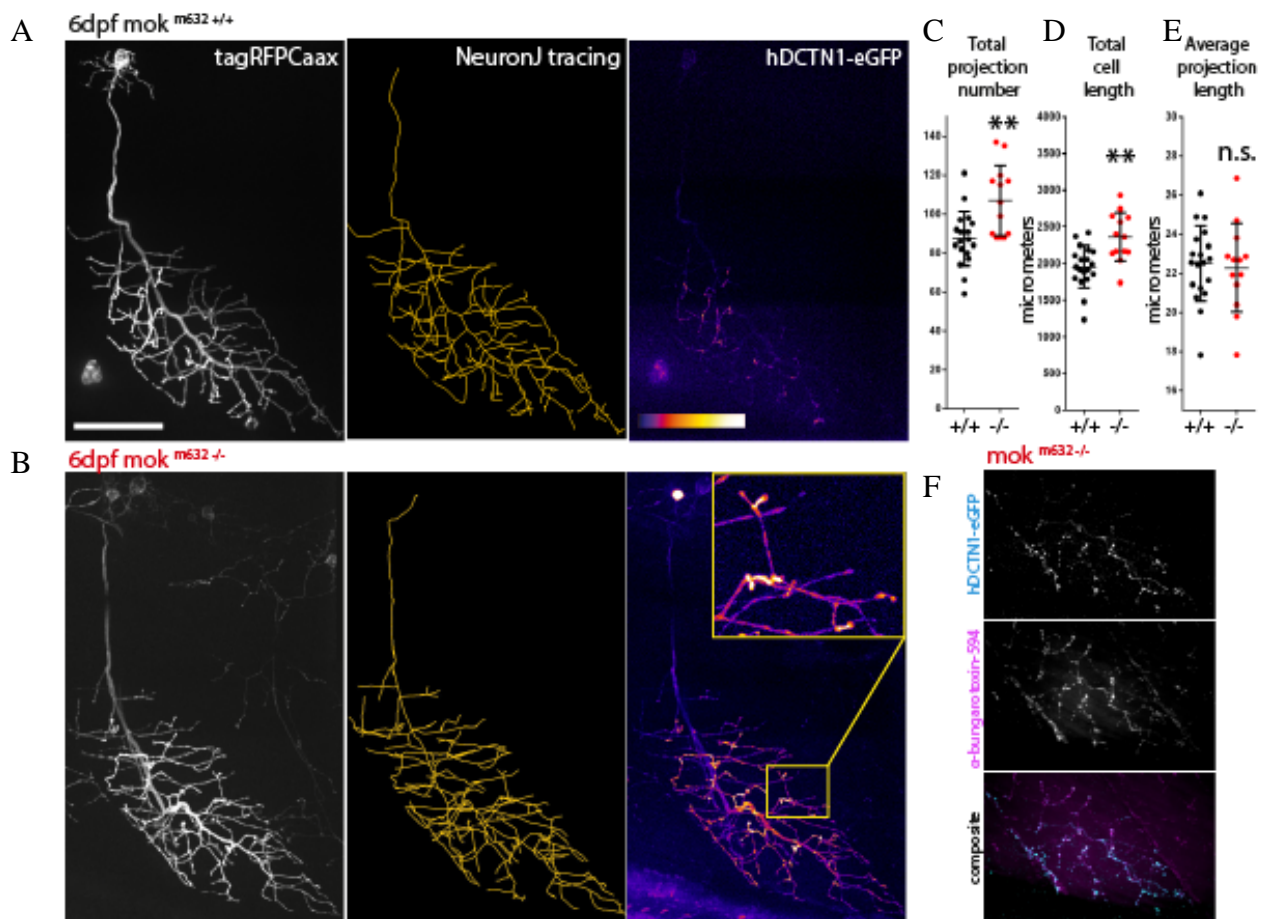 A
6dpf mok m632 +/+
tagRFPCaax
NeuronJ tracing
hDCTN1-eGFP
B
6dpf mok m632 -/-
C
Total
projection
number
**
140
120
100
80
60
40
20
0
+/+ -/-
D
Total
cell
length
micro meters
**
4000
3500
3000
2500
2000
1500
1000
500
0
+/+ -/-
E
Average
projection
length
micro meters
n.s.
30
28
26
24
22
20
18
16
+/+ -/-
F
mok m632 -/-
hDCTN1-eGFP
α-bungarotoxin-594
composite